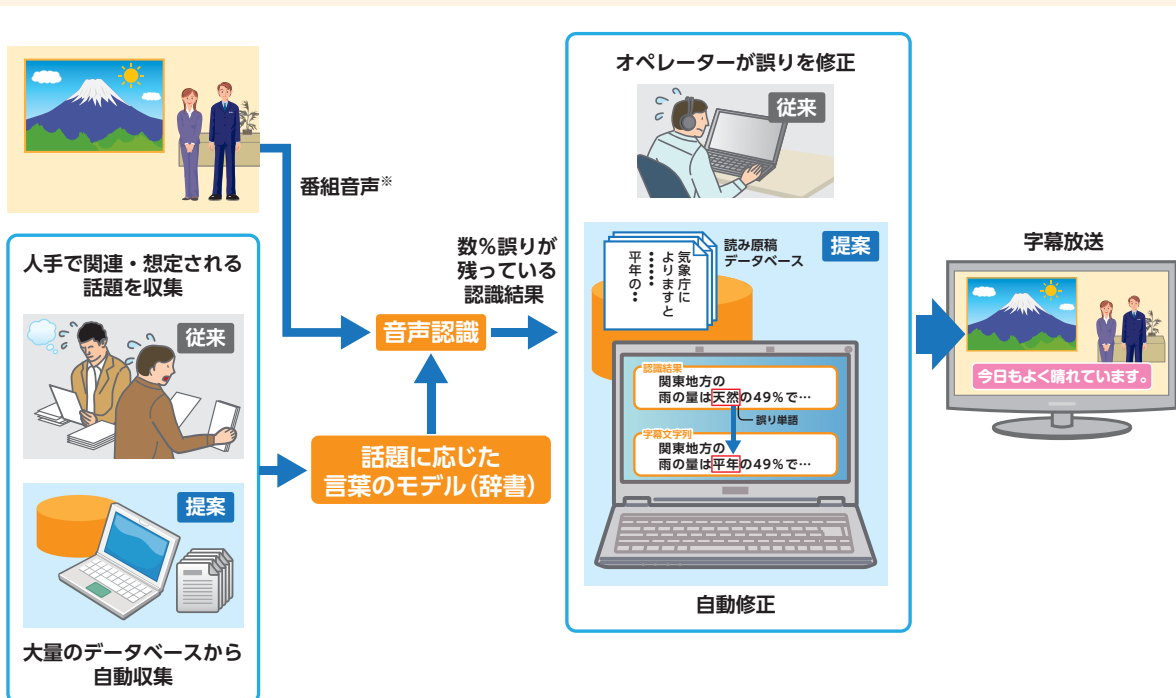 番組音声※
人手で関連・想定される
話題を収集
従来
提案
大量のデータベースから
自動収集
話題に応じた
言葉のモデル(辞書)
音声認識
数%誤りが
残っている
認識結果
オペレーターが誤りを修正
従来
提案
読み原稿
データベース
気象庁に
よりますと
••••••
平年の••
認識結果
関東地方の
雨の量は天然の49%で…
誤り単語
字幕文字列
関東地方の
雨の量は平年の49%で…
自動修正
字幕放送
今日もよく晴れています。